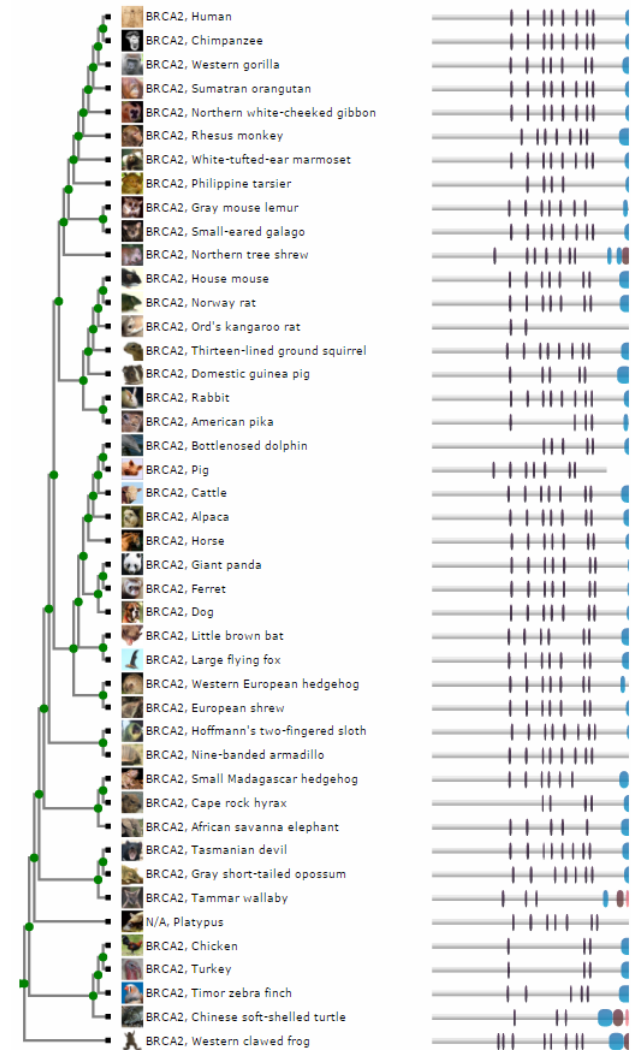 BRCA2, Human
BRCA2, Chimpanzee
BRCA2, Western gorilla
BRCA2, Sumatran orangutan
BRCA2, Northern white-cheeked gibbon
BRCA2, Rhesus monkey
BRCA2, White-tufted-ear marmoset
BRCA2, Philippine tarsier
BRCA2, Gray mouse lemur
BRCA2, Small-eared galago
BRCA2, Northern tree shrew
BRCA2, House mouse
BRCA2, Norway rat
BRCA2, Ord's kangaroo rat
BRCA2, Thirteen-lined ground squirrel
BRCA2, Domestic guinea pig
BRCA2, Rabbit
BRCA2, American pika
BRCA2, Bottlenosed dolphin
BRCA2, Pig
BRCA2, Cattle
BRCA2, Alpaca
BRCA2, Horse
BRCA2, Giant panda
BRCA2, Ferret
BRCA2, Dog
BRCA2, Little brown bat
BRCA2, Large flying fox
BRCA2, Western European hedgehog
BRCA2, European shrew
BRCA2, Hoffmann's two-fingered sloth
BRCA2, Nine-banded armadillo
BRCA2, Small Madagascar hedgehog
BRCA2, Cape rock hyrax
BRCA2, African savanna elephant
BRCA2, Tasmanian devil
BRCA2, Gray short-tailed opossum
BRCA2, Tammar wallaby
N/A, Platypus
BRCA2, Chicken
BRCA2, Turkey
BRCA2, Timor zebra finch
BRCA2, Chinese soft-shelled turtle
BRCA2, Western clawed frog